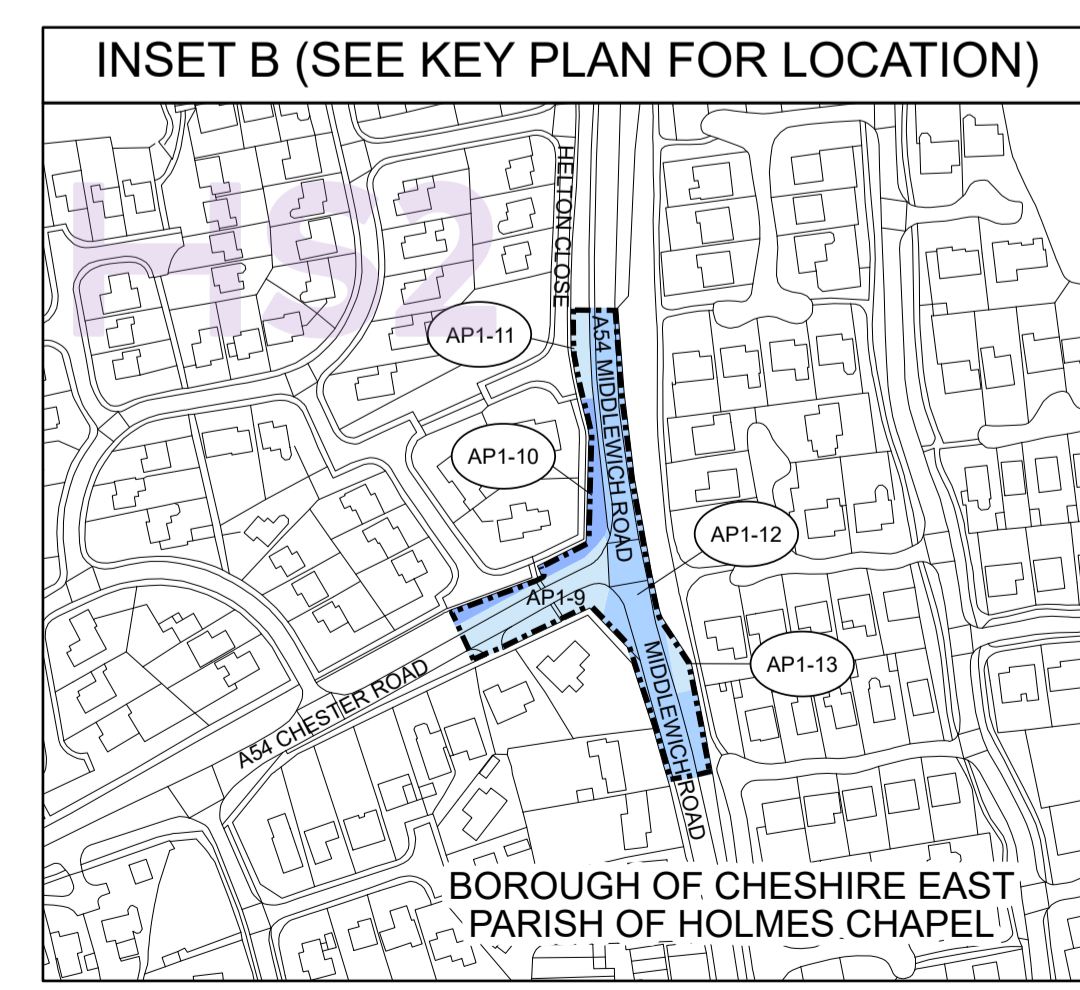 INSET B (SEE KEY PLAN FOR LOCATION)
HS2
HELTON CLOSE
AP1-11
A54 MIDDLEWICH ROAD
AP1-10
AP1-12
AP1-9
AP1-13
A54 CHESTER ROAD
MIDDLEWICH ROAD
BOROUGH OF CHESHIRE EAST
PARISH OF HOLMES CHAPEL